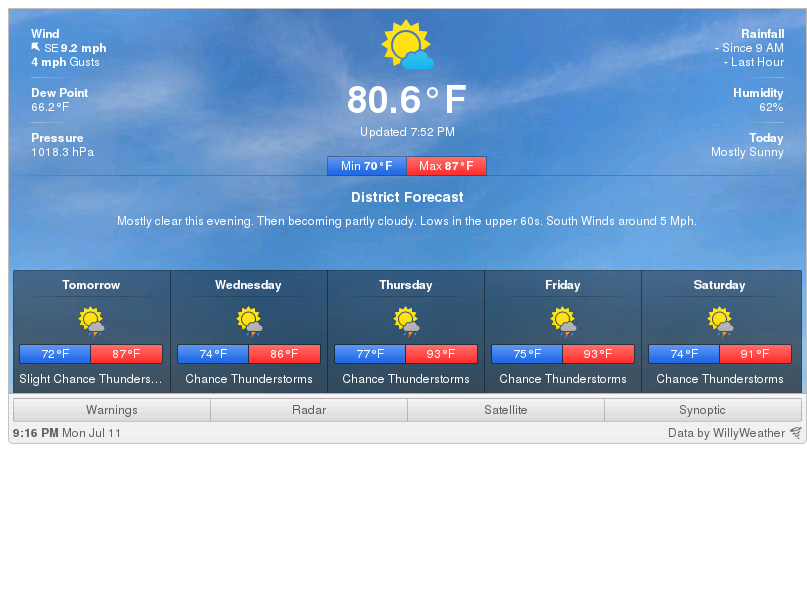 Wind
SE 9.2 mph
4 mph Gusts
Dew Point
66.2°F
Pressure
1018.3 hPa
80.6°F
Updated 7:52 PM
Min 70°F Max 87°F
Rainfall
- Since 9 AM
- Last Hour
Humidity
62%
Today
Mostly Sunny
District Forecast
Mostly clear this evening. Then becoming partly cloudy. Lows in the upper 60s. South Winds around 5 Mph.
Tomorrow
72°F 87°F
Slight Chance Thunders...
Wednesday
74°F 86°F
Chance Thunderstorms
Thursday
77°F 93°F
Chance Thunderstorms
Friday
75°F 93°F
Chance Thunderstorms
Saturday
74°F 91°F
Chance Thunderstorms
Warnings Radar Satellite Synoptic
9:16 PM Mon Jul 11 Data by WillyWeather